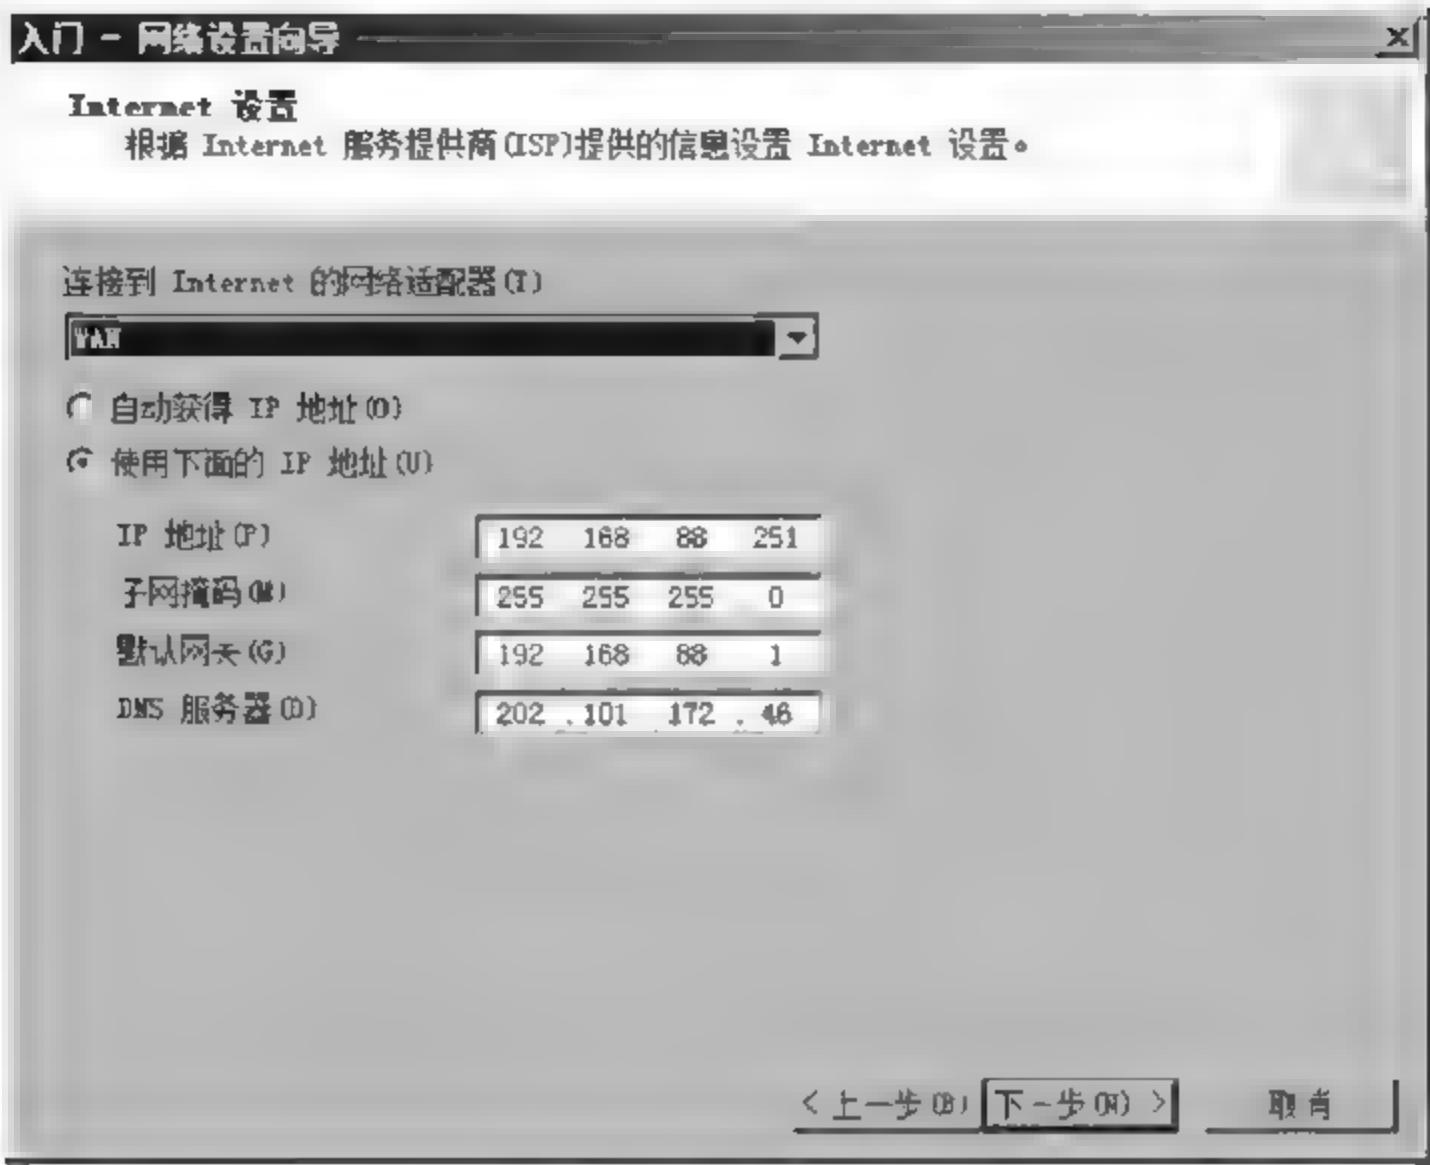 入门 - 网络设置向导
Internet 设置
根据 Internet 服务提供商(ISP)提供的信息设置 Internet 设置。
连接到 Internet 的网络适配器(I)
WAN
自动获得 IP 地址(O)
使用下面的 IP 地址(U)
IP 地址(P) 192 168 88 251
子网掩码(M) 255 255 255 0
默认网关(G) 192 168 88 1
DNS 服务器(D) 202 . 101 172 . 46
< 上一步(B) 下一步(N) > 取消